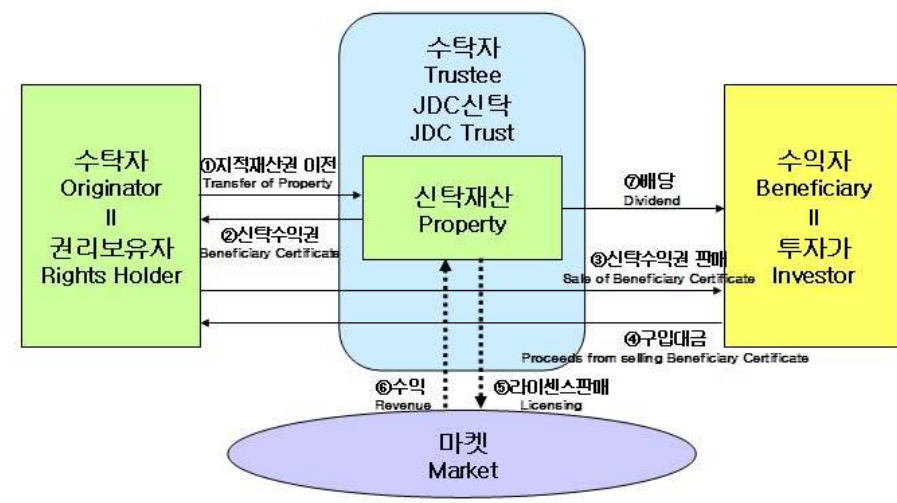 수탁자
Trustee
JDC신탁
JDC Trust
수탁자
Originator
=
권리보유자
Rights Holder
①지적재산권 이전
Transfer of Property
신탁재산
Property
②신탁수익권
Beneficiary Certificate
⑦배당
Dividend
수익자
Beneficiary
=
투자가
Investor
③신탁수익권 판매
Sale of Beneficiary Certificate
④구입대금
Proceeds from selling Beneficiary Certificate
⑥수익
Revenue
⑤라이센스판매
Licensing
마켓
Market